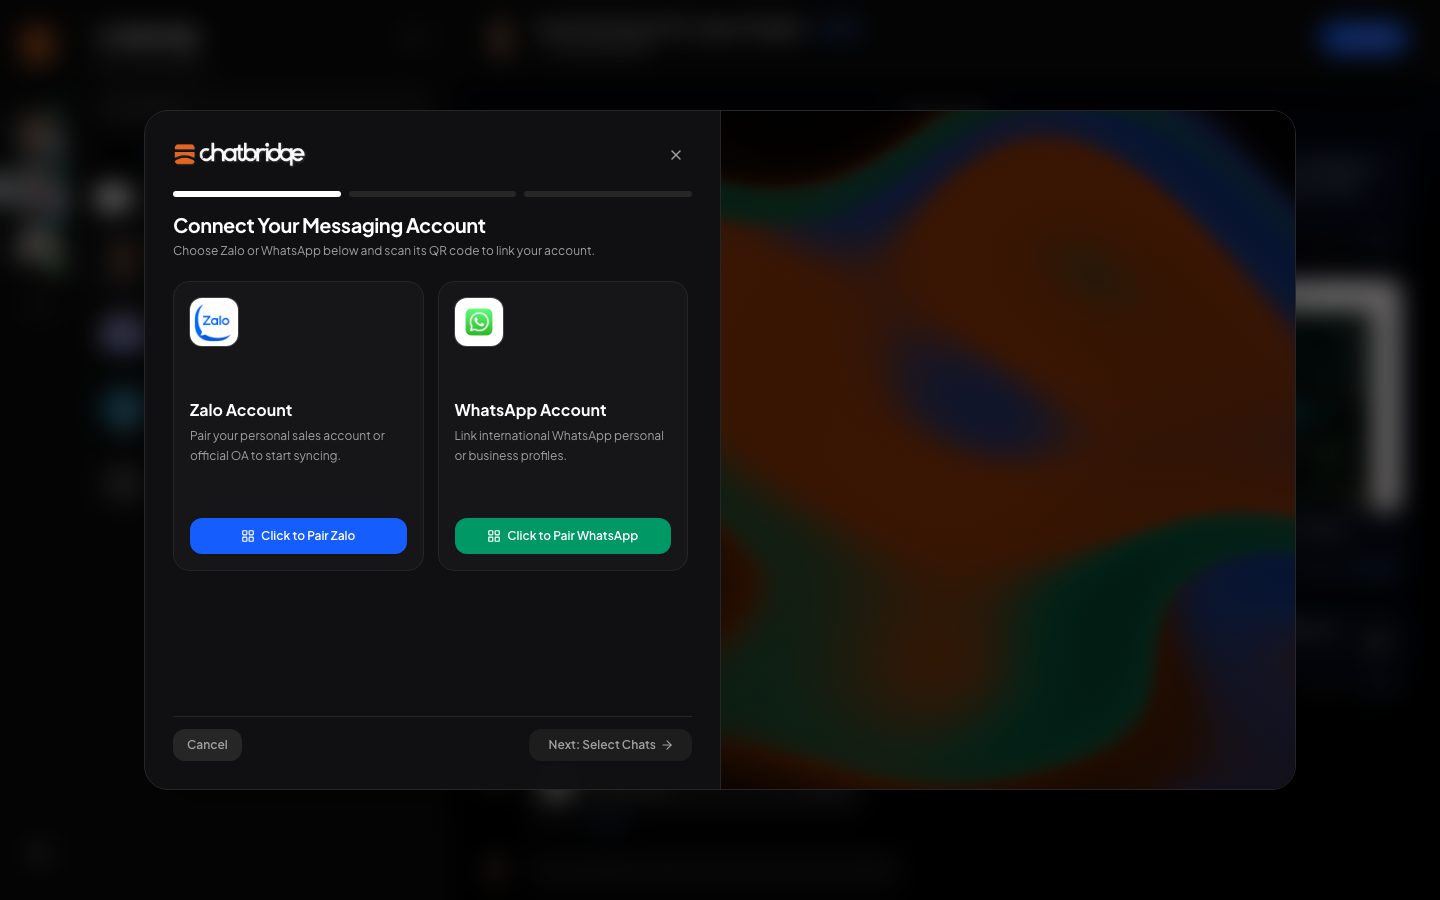 chatbridge
Connect Your Messaging Account
Choose Zalo or WhatsApp below and scan its QR code to link your account.
Zalo
Zalo Account
Pair your personal sales account or
official OA to start syncing.
Click to Pair Zalo
WhatsApp Account
Link international WhatsApp personal
or business profiles.
Click to Pair WhatsApp
Cancel
Next: Select Chats